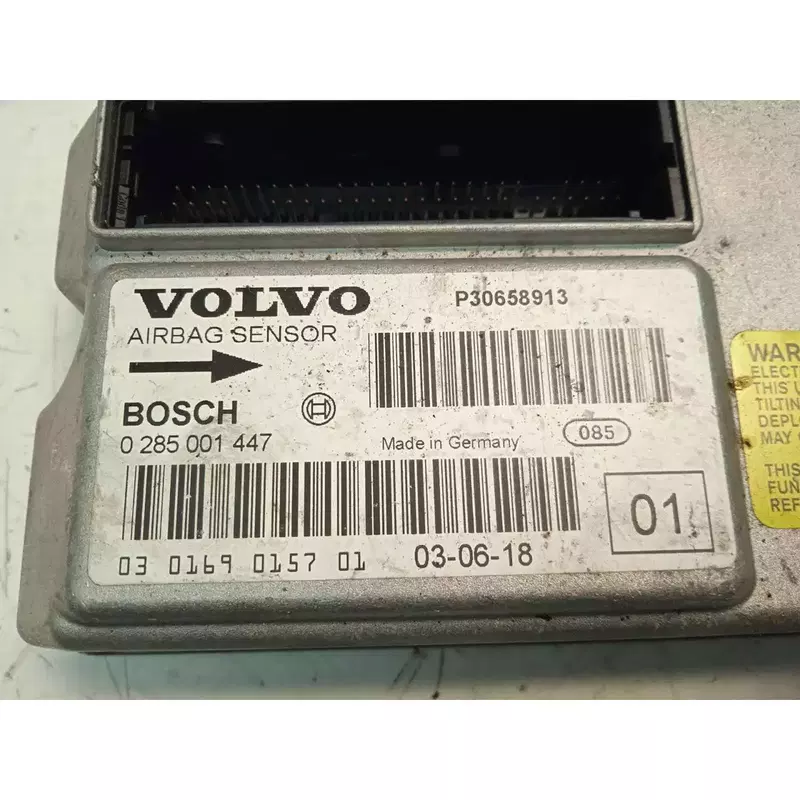 VOLVO
P30658913
AIRBAG SENSOR
BOSCH
0 285 001 447
Made in Germany
085
01
03 0169 0157 01
03-06-18
WAR
ELECT
THIS U
TILTIN
DEPLO
MAY
THIS
FUN
REF